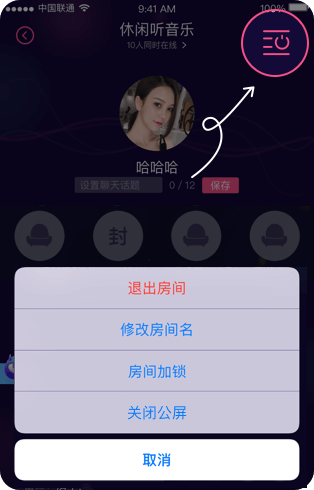 中国联通 9:41 AM 100%
休闲听音乐
10人同时在线
哈哈哈
设置聊天话题 0 / 12 保存
封
退出房间
修改房间名
房间加锁
关闭公屏
取消